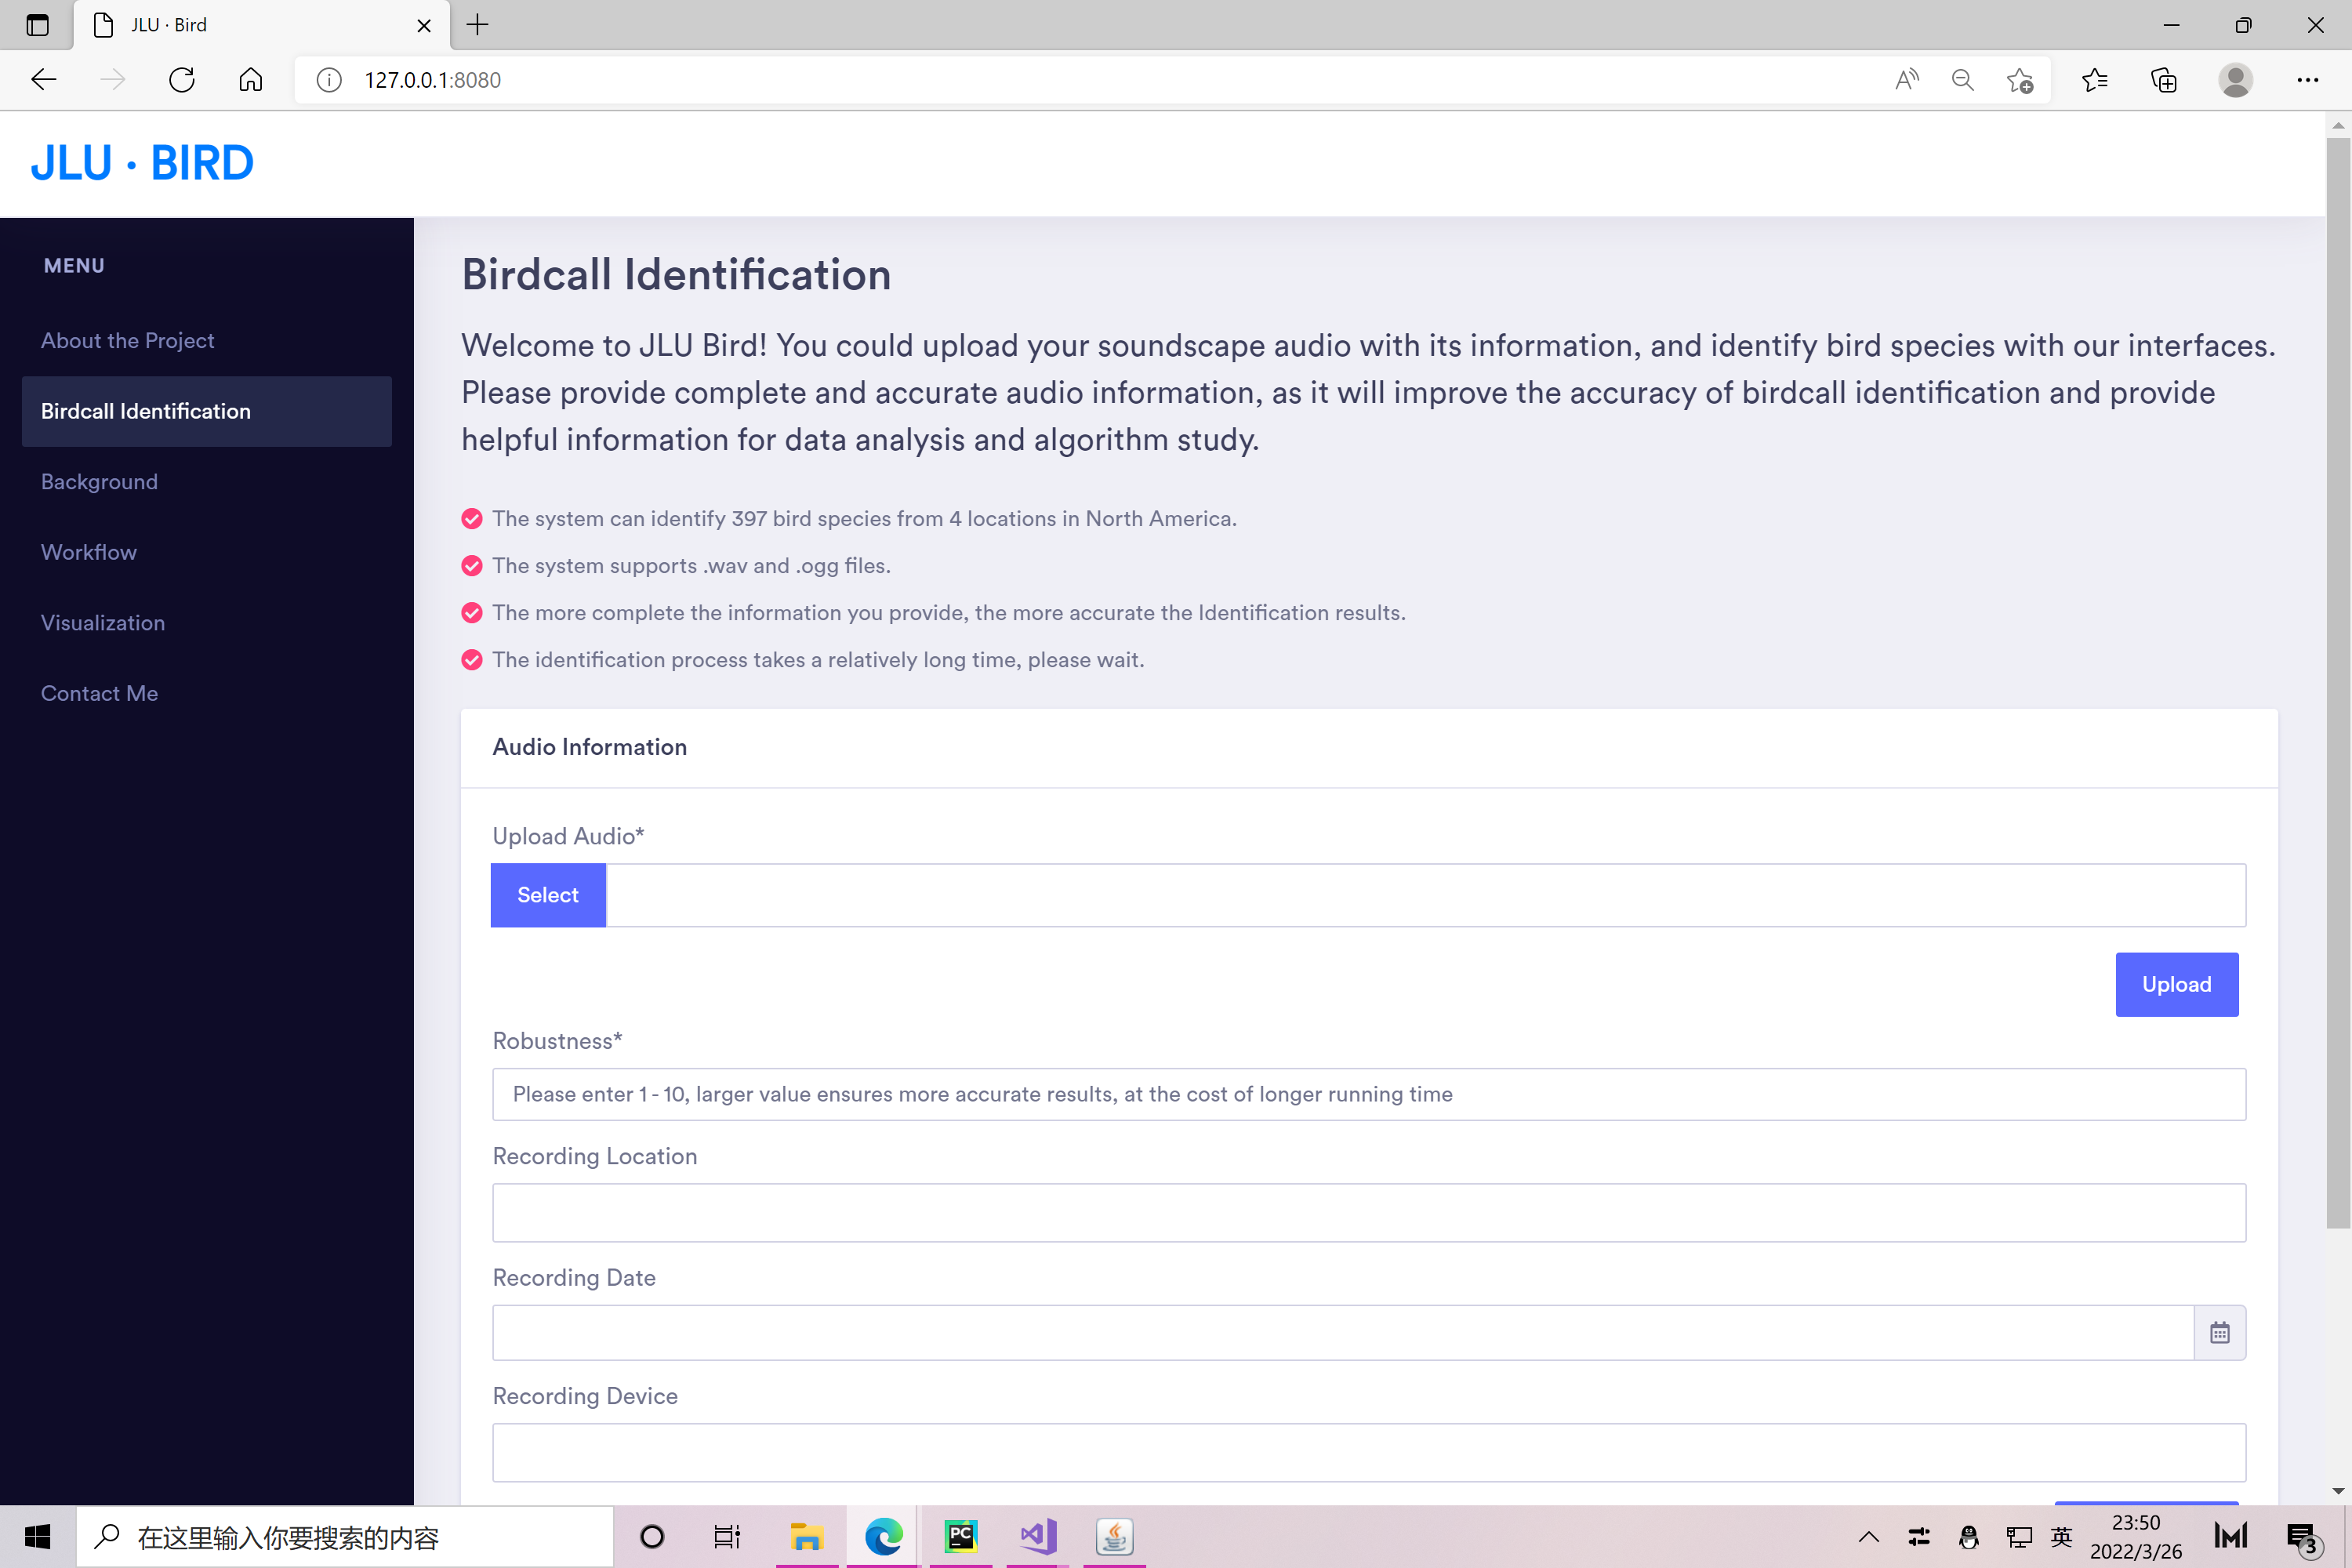 JLU · Bird
127.0.0.1:8080
JLU · BIRD
MENU
About the Project
Birdcall Identification
Background
Workflow
Visualization
Contact Me
Birdcall Identification
Welcome to JLU Bird! You could upload your soundscape audio with its information, and identify bird species with our interfaces.
Please provide complete and accurate audio information, as it will improve the accuracy of birdcall identification and provide
helpful information for data analysis and algorithm study.
The system can identify 397 bird species from 4 locations in North America.
The system supports .wav and .ogg files.
The more complete the information you provide, the more accurate the Identification results.
The identification process takes a relatively long time, please wait.
Audio Information
Upload Audio*
Select
Upload
Robustness*
Please enter 1 - 10, larger value ensures more accurate results, at the cost of longer running time
Recording Location
Recording Date
Recording Device
在这里输入你要搜索的内容
PC
英
23:50
2022/3/26
3